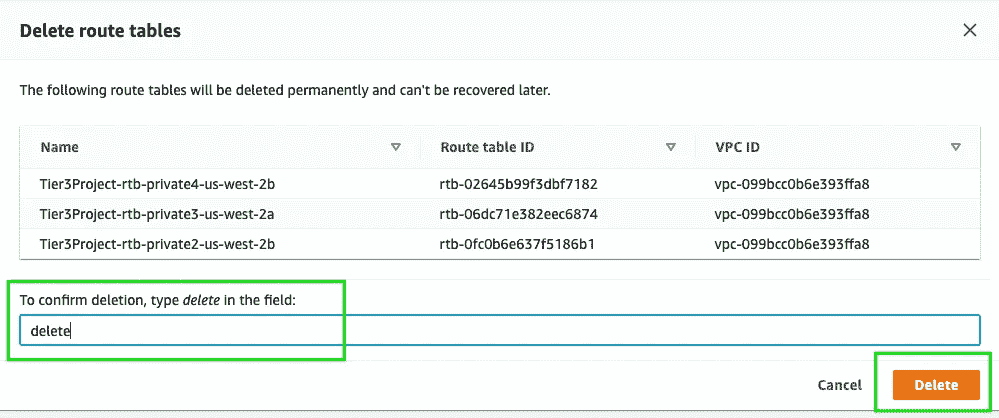 Delete route tables
The following route tables will be deleted permanently and can't be recovered later.
Name Route table ID VPC ID
Tier3Project-rtb-private4-us-west-2b rtb-02645b99f3dbf7182 vpc-099bcc0b6e393ffa8
Tier3Project-rtb-private3-us-west-2a rtb-06dc71e382eec6874 vpc-099bcc0b6e393ffa8
Tier3Project-rtb-private2-us-west-2b rtb-0fc0b6e637f5186b1 vpc-099bcc0b6e393ffa8
To confirm deletion, type delete in the field:
delete
Cancel Delete